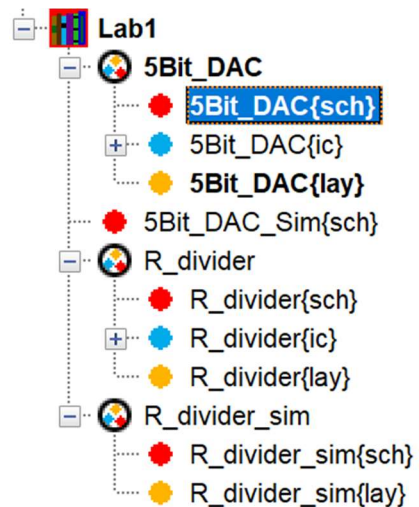 Lab1
5Bit_DAC
5Bit_DAC{sch}
5Bit_DAC{ic}
5Bit_DAC{lay}
5Bit_DAC_Sim{sch}
R_divider
R_divider{sch}
R_divider{ic}
R_divider{lay}
R_divider_sim
R_divider_sim{sch}
R_divider_sim{lay}